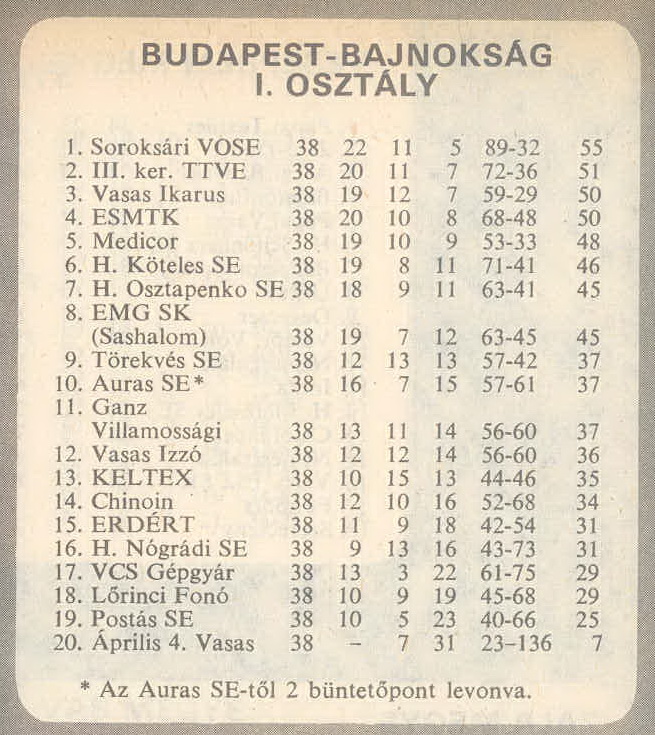 BUDAPEST-BAJNOKSÁG
I. OSZTÁLY
1. Soroksári VOSE 38 22 11 5 89-32 55
2. III. ker. TTVE 38 20 11 7 72-36 51
3. Vasas Ikarus 38 19 12 7 59-29 50
4. ESMTK 38 20 10 8 68-48 50
5. Medicor 38 19 10 9 53-33 48
6. H. Köteles SE 38 19 8 11 71-41 46
7. H. Osztapenko SE 38 18 9 11 63-41 45
8. EMG SK
(Sashalom) 38 19 7 12 63-45 45
9. Törekvés SE 38 12 13 13 57-42 37
10. Auras SE* 38 16 7 15 57-61 37
11. Ganz
Villamossági 38 13 11 14 56-60 37
12. Vasas Izzó 38 12 12 14 56-60 36
13. KELTEX 38 10 15 13 44-46 35
14. Chinoin 38 12 10 16 52-68 34
15. ERDÉRT 38 11 9 18 42-54 31
16. H. Nógrádi SE 38 9 13 16 43-73 31
17. VCS Gépgyár 38 13 3 22 61-75 29
18. Lőrinci Fonó 38 10 9 19 45-68 29
19. Postás SE 38 10 5 23 40-66 25
20. Április 4. Vasas 38 – 7 31 23–136 7
* Az Auras SE-től 2 büntetőpont levonva.